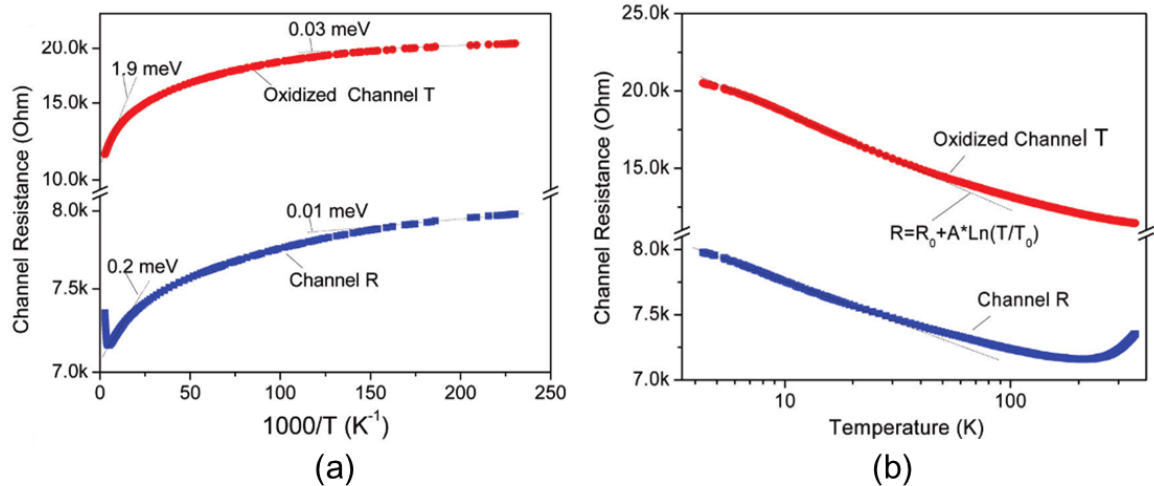 0.03 meV
20.0k
1.9 meV
15.0k
Oxidized Channel T
10.0k
8.0k
0.01 meV
0.2 meV
7.5k
Channel R
7.0k
0 50 100 150 200 250
1000/T (K⁻¹)
Channel Resistance (Ohm)
(a)
25.0k
20.0k
Oxidized Channel T
15.0k
R=R₀+A*Ln(T/T₀)
8.0k
7.5k
Channel R
7.0k
10 100
Temperature (K)
Channel Resistance (Ohm)
(b)